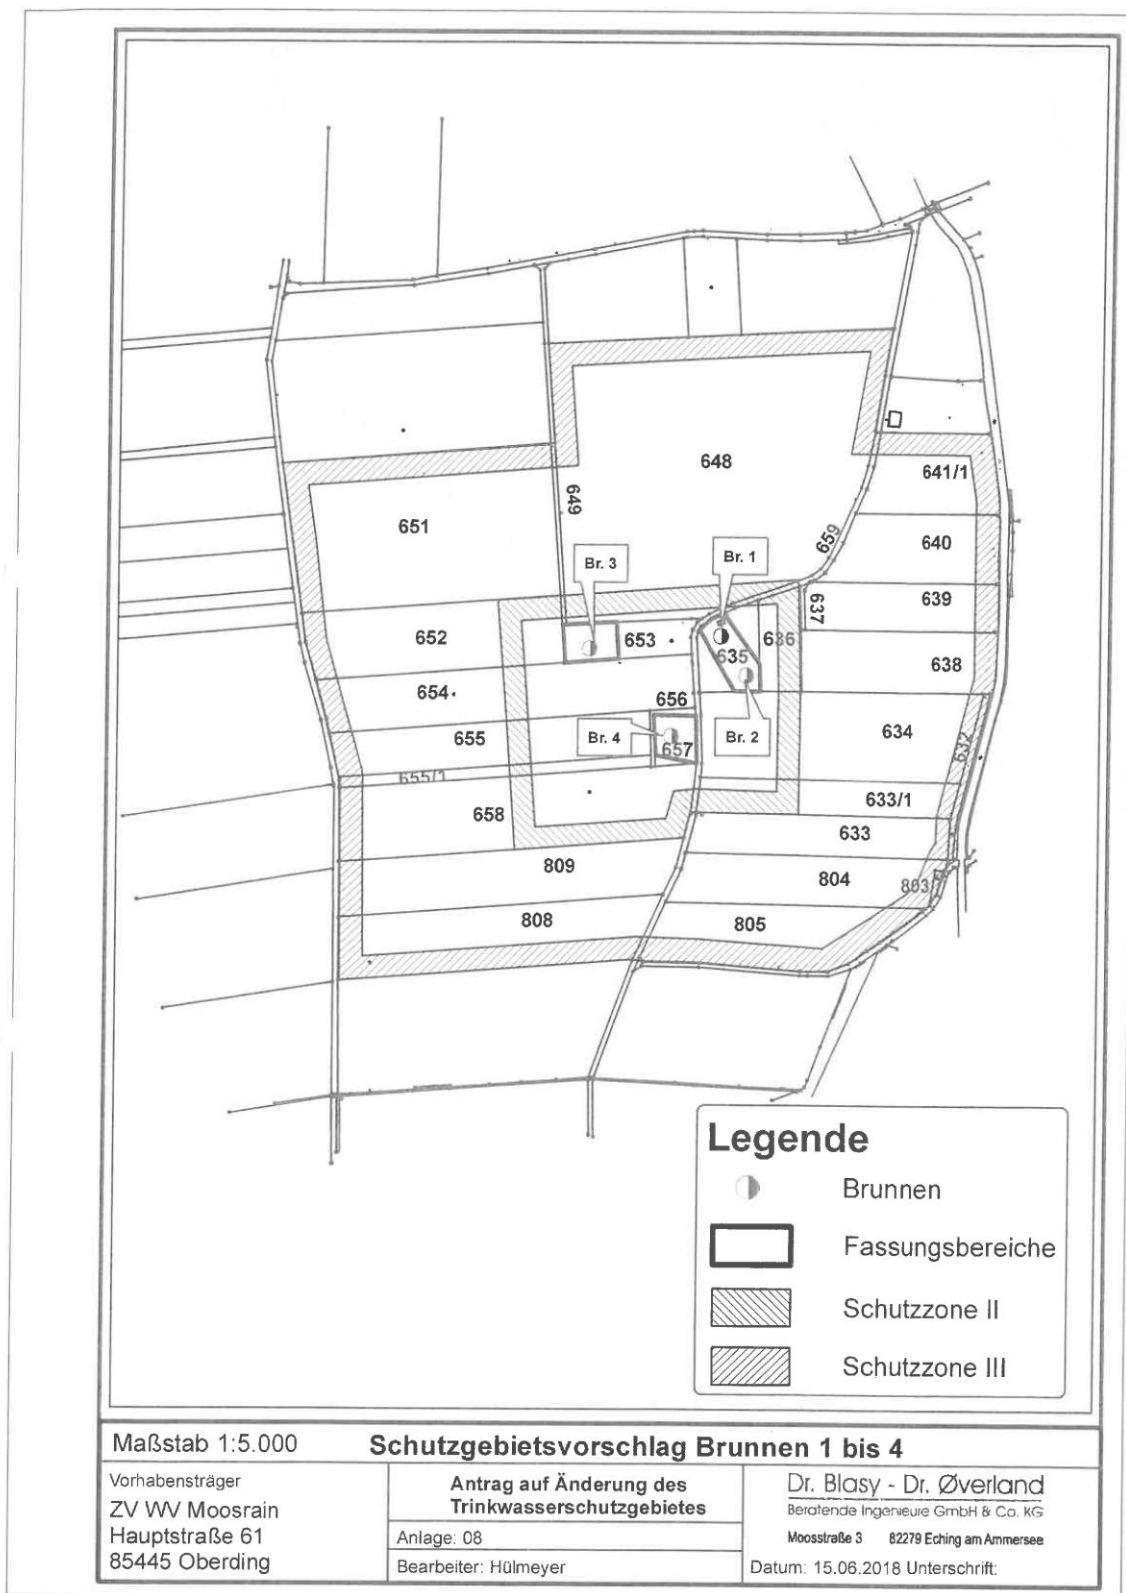 648
641/1
649
651
659
640
Br. 3
Br. 1
639
637
652
653
636
635
638
654
656
655
Br. 4
657
Br. 2
634
632
655/1
633/1
658
633
809
804
803
808
805
Legende
Brunnen
Fassungsbereiche
Schutzzone II
Schutzzone III
Maßstab 1:5.000
Schutzgebietsvorschlag Brunnen 1 bis 4
Vorhabensträger
ZV WV Moosrain
Hauptstraße 61
85445 Oberding
Antrag auf Änderung des
Trinkwasserschutzgebietes
Anlage: 08
Bearbeiter: Hülmeyer
Dr. Blasy - Dr. Øverland
Beratende Ingenieure GmbH & Co. KG
Moosstraße 3 82279 Eching am Ammersee
Datum: 15.06.2018 Unterschrift: